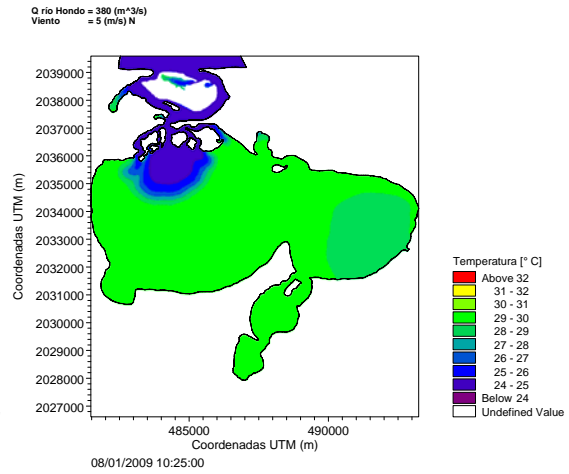 Q río Hondo = 380 (m^3/s)
Viento = 5 (m/s) N
2039000
2038000
2037000
2036000
2035000
2034000
2033000
2032000
2031000
2030000
2029000
2028000
2027000
Coordenadas UTM (m)
485000 490000
Coordenadas UTM (m)
08/01/2009 10:25:00
Temperatura [° C]
Above 32
31 - 32
30 - 31
29 - 30
28 - 29
27 - 28
26 - 27
25 - 26
24 - 25
Below 24
Undefined Value